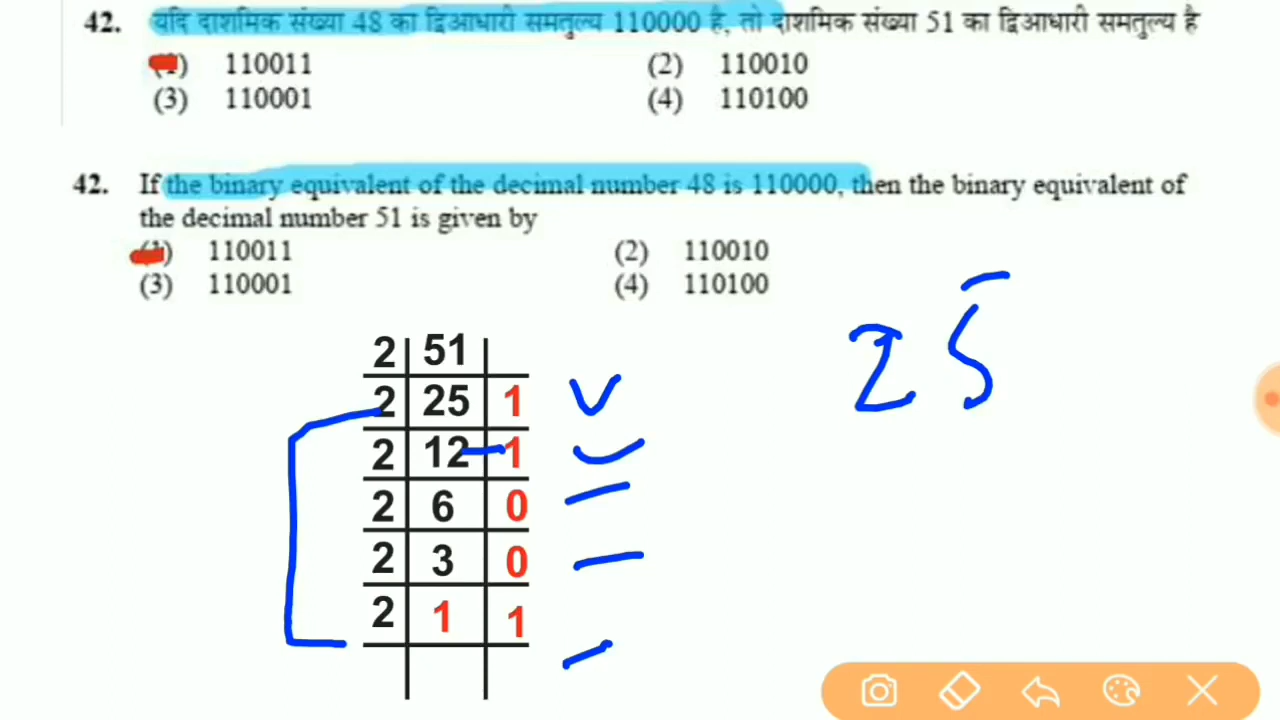 42. यदि दाशमिक संख्या 48 का द्विआधारी समतुल्य 110000 है, तो दाशमिक संख्या 51 का द्विआधारी समतुल्य है
110011 (2) 110010
(3) 110001 (4) 110100
42. If the binary equivalent of the decimal number 48 is 110000, then the binary equivalent of
the decimal number 51 is given by
110011 (2) 110010
(3) 110001 (4) 110100
2 51
2 25 1
2 12 1
2 6 0
2 3 0
2 1 1
25